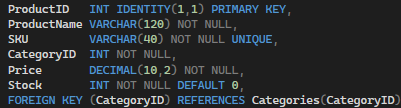 ProductID INT IDENTITY(1,1) PRIMARY KEY,
ProductName VARCHAR(120) NOT NULL,
SKU VARCHAR(40) NOT NULL UNIQUE,
CategoryID INT NOT NULL,
Price DECIMAL(10,2) NOT NULL,
Stock INT NOT NULL DEFAULT 0,
FOREIGN KEY (CategoryID) REFERENCES Categories(CategoryID)